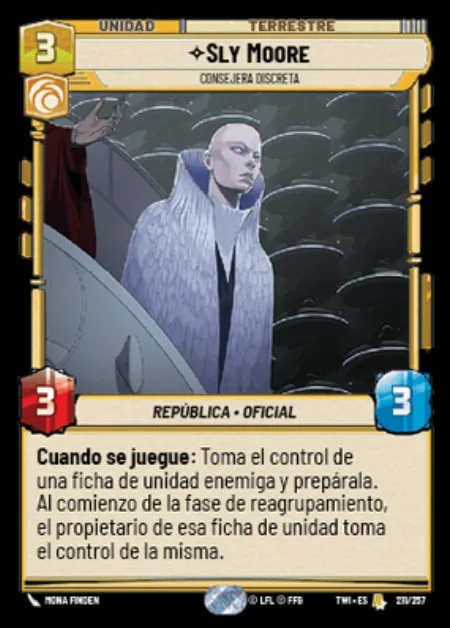 UNIDAD
TERRESTRE
3
SLY MOORE
CONSEJERA DISCRETA
3
REPÚBLICA • OFICIAL
3
Cuando se juegue: Toma el control de
una ficha de unidad enemiga y prepárala.
Al comienzo de la fase de reagrupamiento,
el propietario de esa ficha de unidad toma
el control de la misma.
MONA FINDEN
© LFL © FFG
TWI • ES
211/257